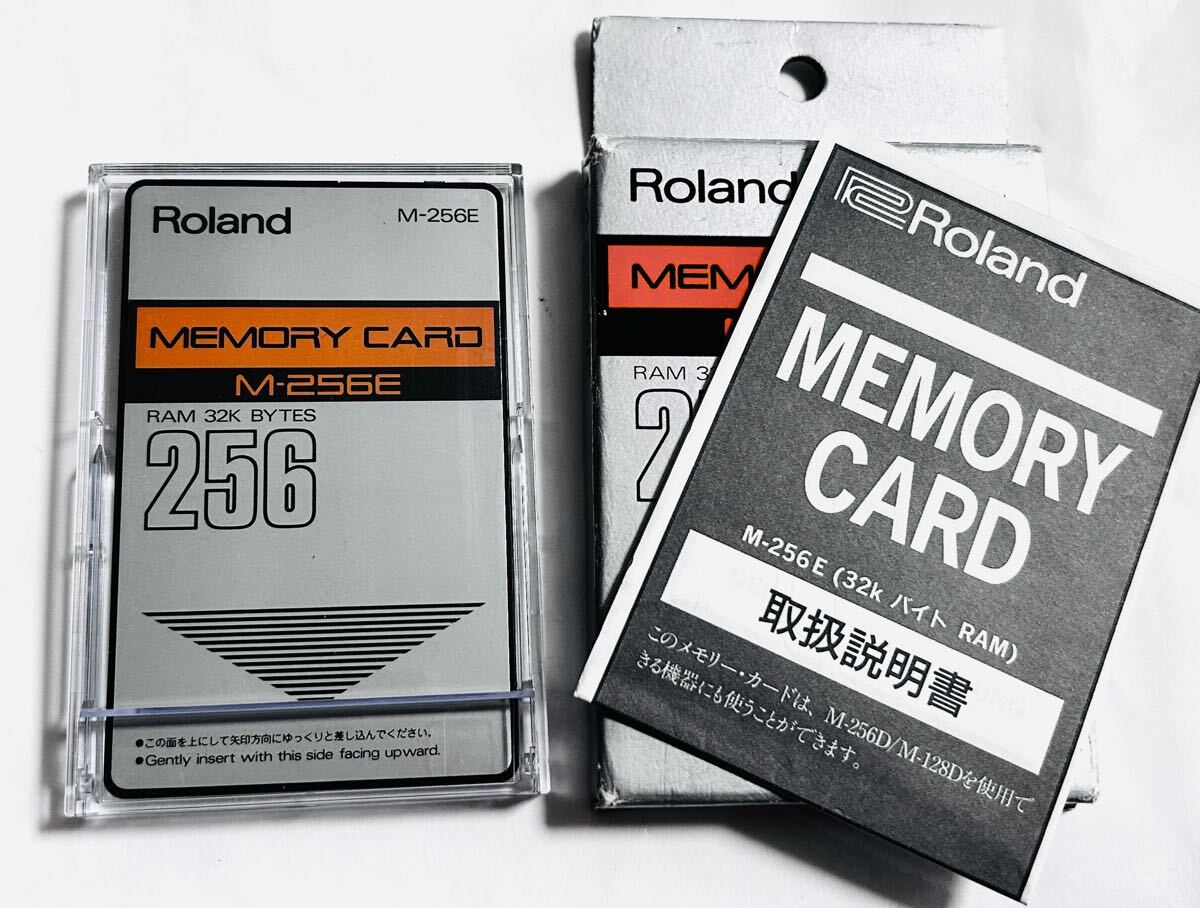 Roland
M-256E
MEMORY CARD
M-256E
RAM 32K BYTES
256
●この面を上にして矢印方向にゆっくりと差し込んでください。
●Gently insert with this side facing upward.
Roland
MEM
RAM 3
2
Roland
MEMORY
CARD
M-256E (32k バイト RAM)
取扱説明書
このメモリー・カードは、M-256D/M-128Dを使用で
きる機器にも使うことができます。